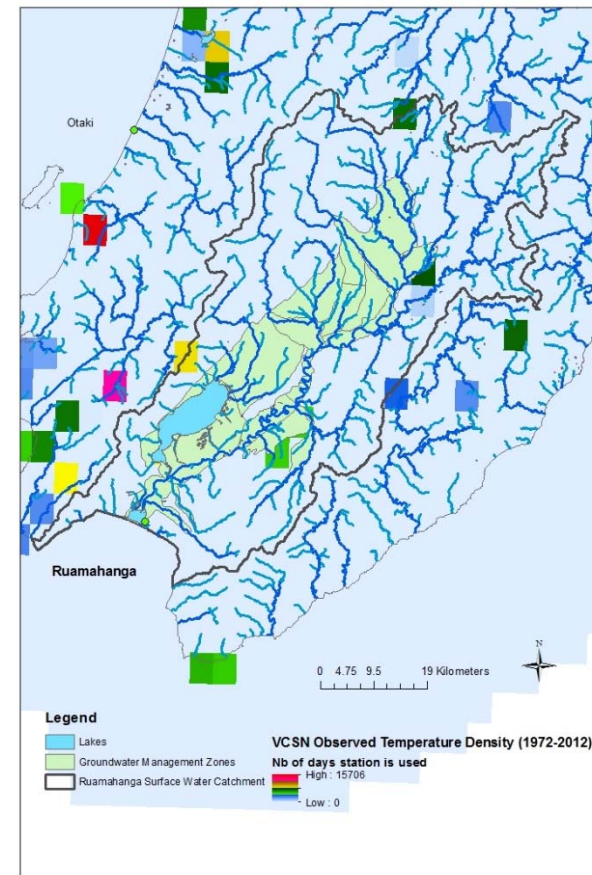 Otaki
Ruamahanga
N
0 4.75 9.5 19 Kilometers
Legend
Lakes
Groundwater Management Zones
Ruamahanga Surface Water Catchment
VCSN Observed Temperature Density (1972-2012)
Nb of days station is used
High : 15706
Low : 0